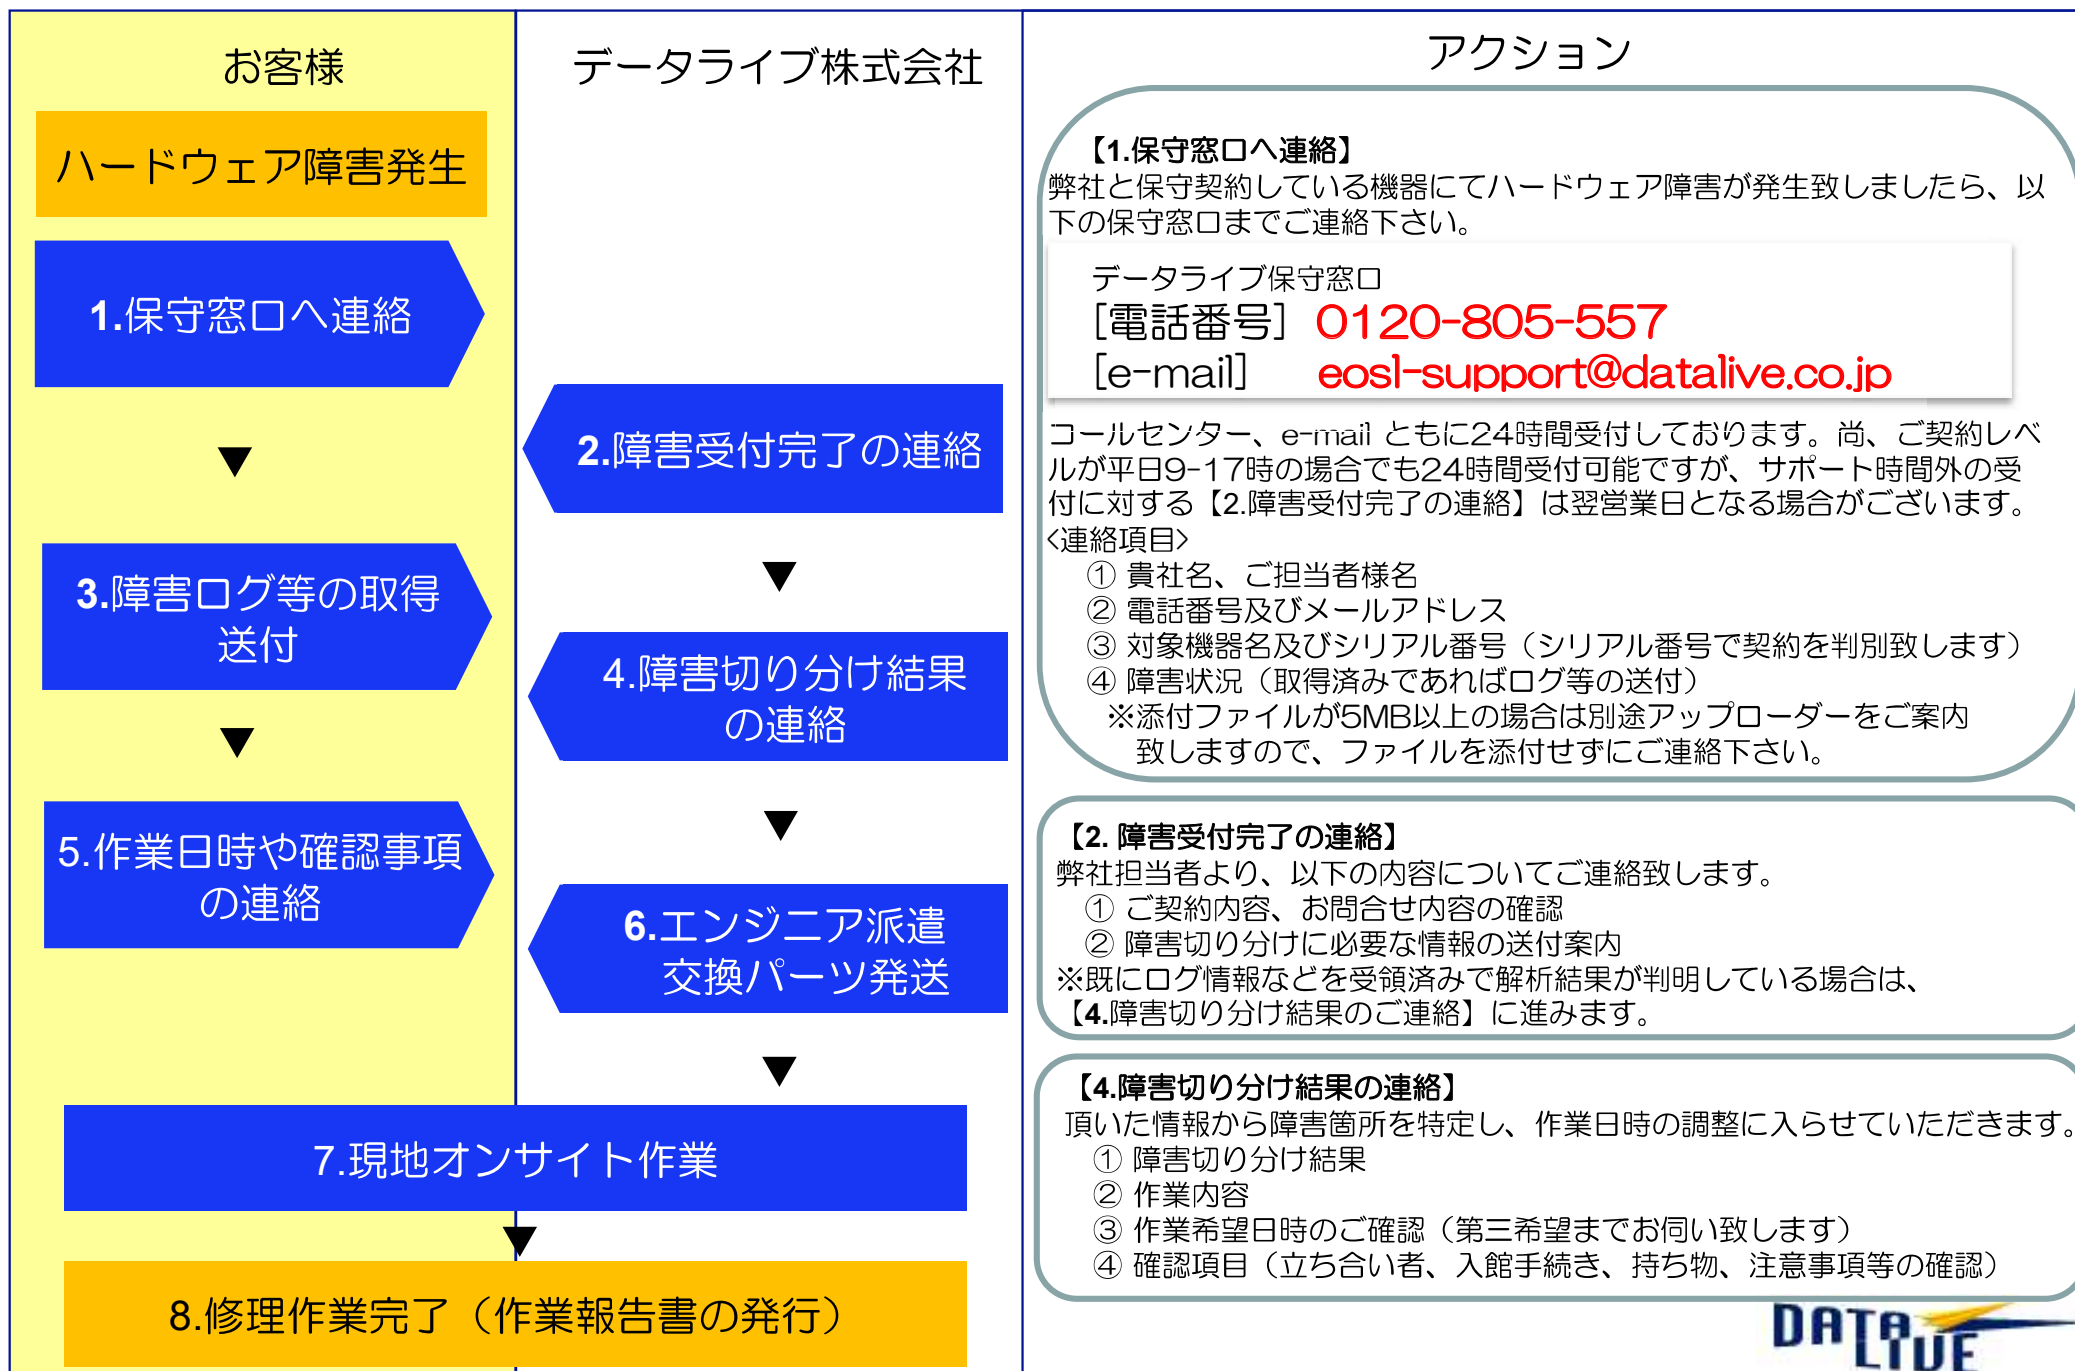 お客様
データライブ株式会社
アクション
ハードウェア障害発生
1.保守窓口へ連絡
2.障害受付完了の連絡
3.障害ログ等の取得
送付
4.障害切り分け結果
の連絡
5.作業日時や確認事項
の連絡
6.エンジニア派遣
交換パーツ発送
7.現地オンサイト作業
8.修理作業完了（作業報告書の発行）
【1.保守窓口へ連絡】
弊社と保守契約している機器にてハードウェア障害が発生致しましたら、以
下の保守窓口までご連絡下さい。
データライブ保守窓口
[電話番号] 0120-805-557
[e-mail] eosl-support@datalive.co.jp
コールセンター、e-mail ともに24時間受付しております。尚、ご契約レベ
ルが平日9-17時の場合でも24時間受付可能ですが、サポート時間外の受
付に対する【2.障害受付完了の連絡】は翌営業日となる場合がございます。
<連絡項目>
① 貴社名、ご担当者様名
② 電話番号及びメールアドレス
③ 対象機器名及びシリアル番号（シリアル番号で契約を判別致します）
④ 障害状況（取得済みであればログ等の送付）
※添付ファイルが5MB以上の場合は別途アップローダーをご案内
致しますので、ファイルを添付せずにご連絡下さい。
【2. 障害受付完了の連絡】
弊社担当者より、以下の内容についてご連絡致します。
① ご契約内容、お問合せ内容の確認
② 障害切り分けに必要な情報の送付案内
※既にログ情報などを受領済みで解析結果が判明している場合は、
【4.障害切り分け結果のご連絡】に進みます。
【4.障害切り分け結果の連絡】
頂いた情報から障害箇所を特定し、作業日時の調整に入らせていただきます。
① 障害切り分け結果
② 作業内容
③ 作業希望日時のご確認（第三希望までお伺い致します）
④ 確認項目（立ち合い者、入館手続き、持ち物、注意事項等の確認）
DATA
LIVE